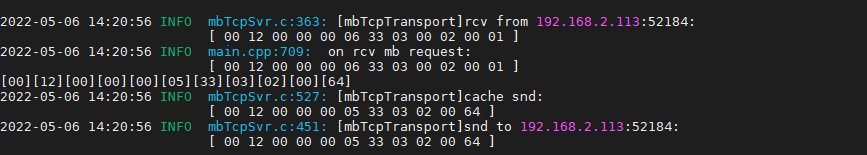 2022-05-06 14:20:56 INFO  mbTcpSvr.c:363: [mbTcpTransport]rcv from 192.168.2.113:52184:
[ 00 12 00 00 00 06 33 03 00 02 00 01 ]
2022-05-06 14:20:56 INFO  main.cpp:709:  on rcv mb request:
[ 00 12 00 00 00 06 33 03 00 02 00 01 ]
[00][12][00][00][00][05][33][03][02][00][64]
2022-05-06 14:20:56 INFO  mbTcpSvr.c:527: [mbTcpTransport]cache snd:
[ 00 12 00 00 00 05 33 03 02 00 64 ]
2022-05-06 14:20:56 INFO  mbTcpSvr.c:451: [mbTcpTransport]snd to 192.168.2.113:52184:
[ 00 12 00 00 00 05 33 03 02 00 64 ]